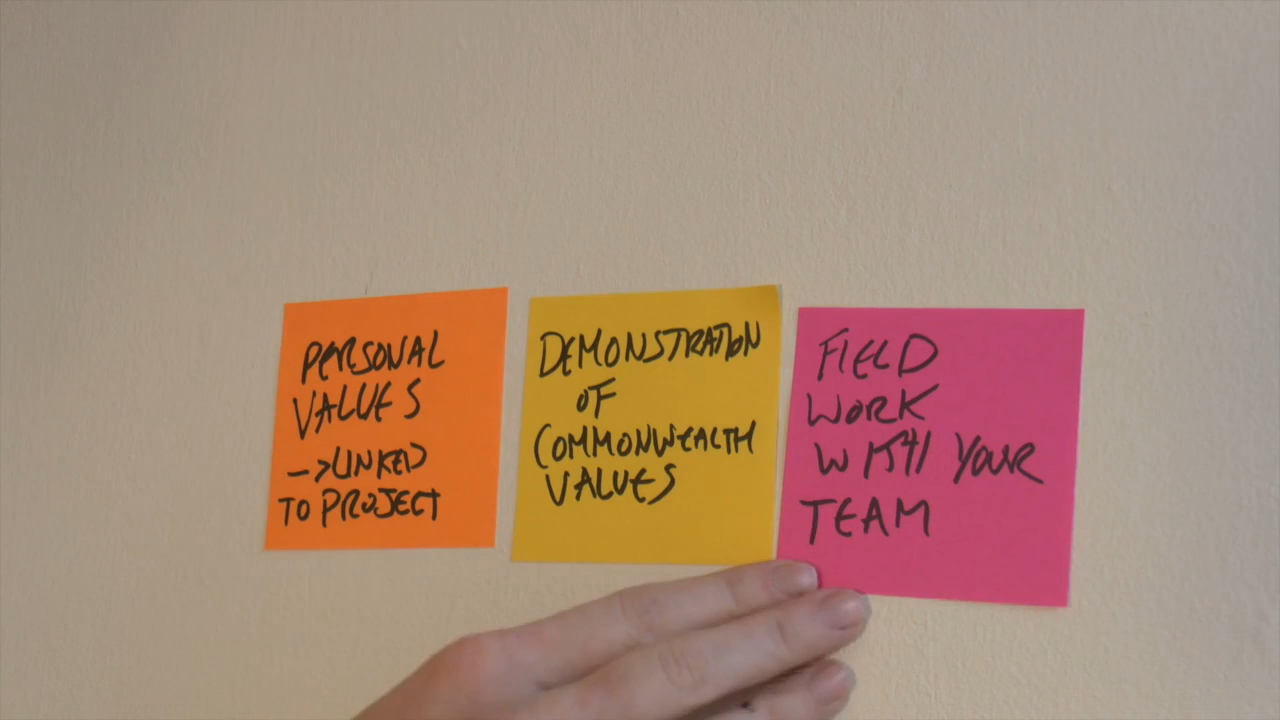 PERSONAL
VALUES
-> LINKED
TO PROJECT
DEMONSTRATION
OF
COMMONWEALTH
VALUES
FIELD
WORK
WITH YOUR
TEAM